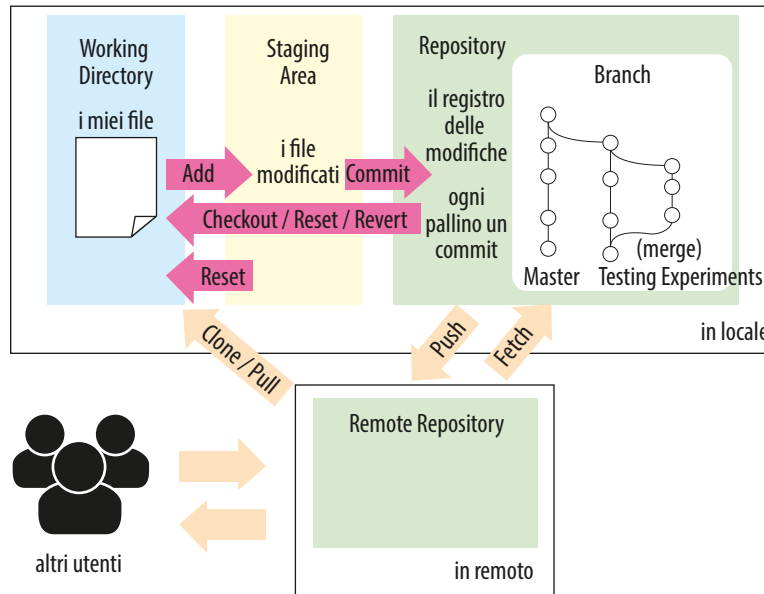 Working
Directory
i miei file
Staging
Area
i file
modificati
Repository
il registro
delle
modifiche
ogni
pallino un
commit
Branch
(merge)
Master
Testing Experiments
Add
Commit
Checkout / Reset / Revert
Reset
in locale
Clone / Pull
Push
Fetch
Remote Repository
in remoto
altri utenti